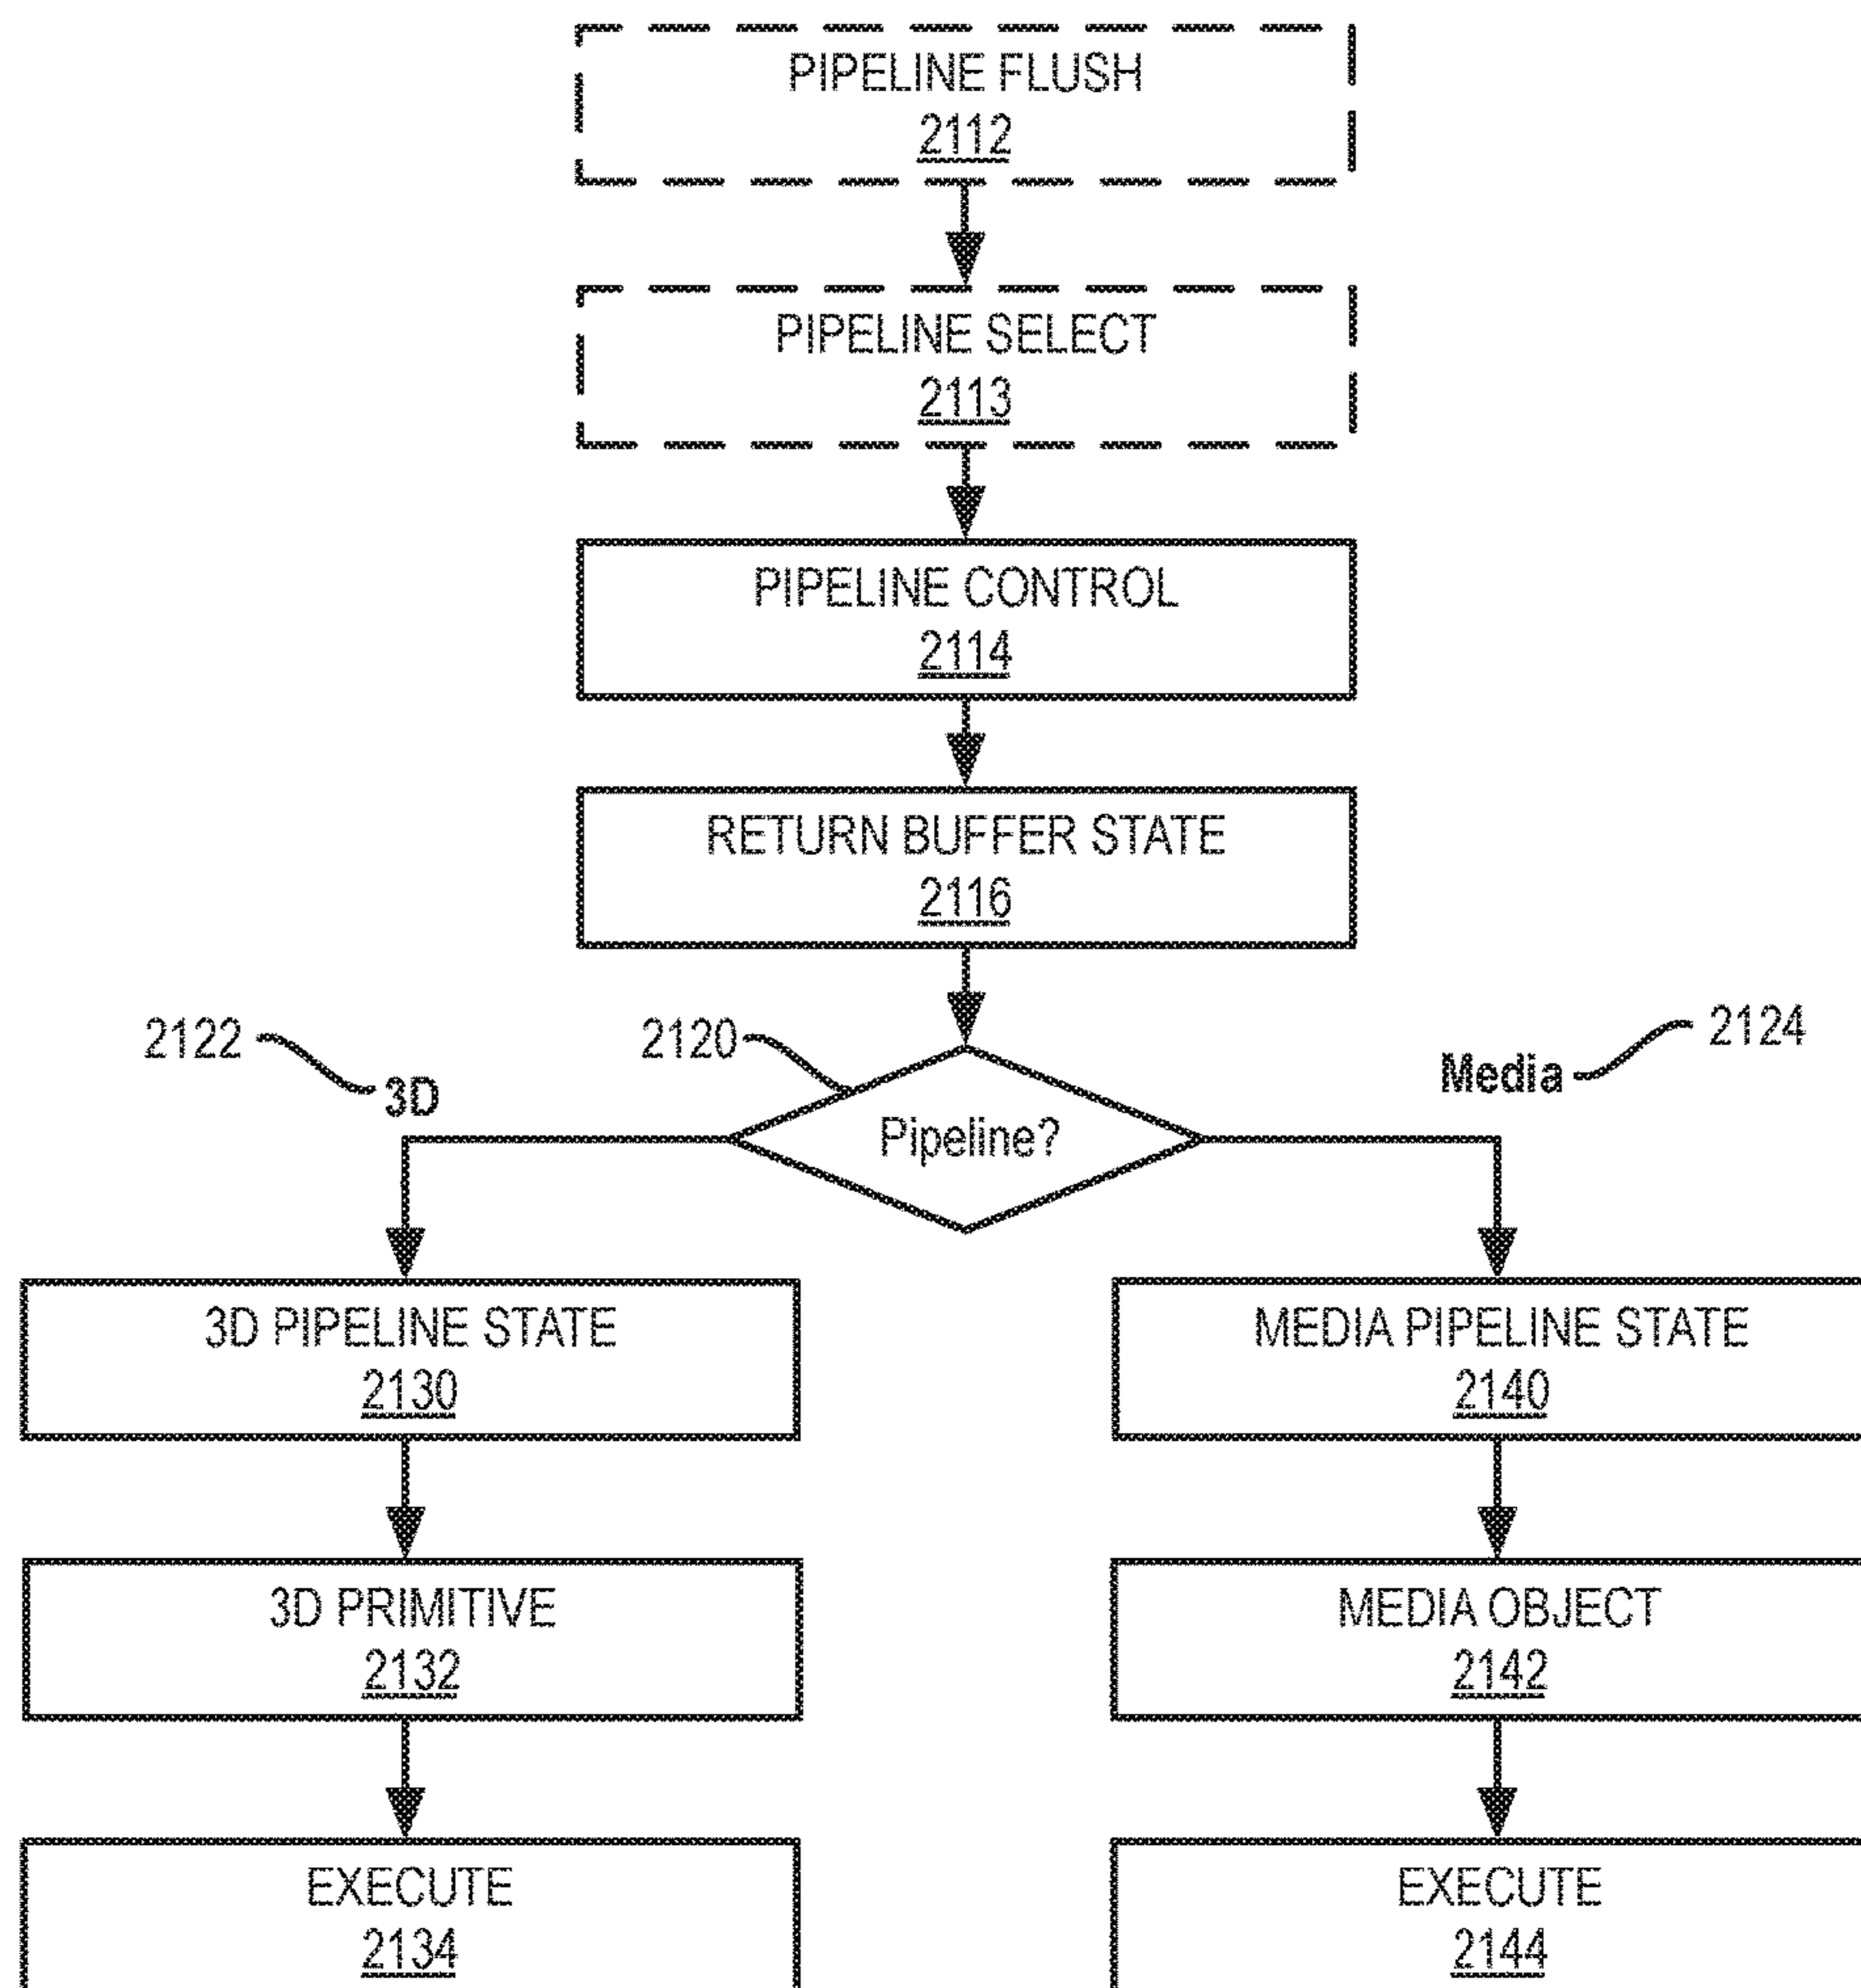 PIPELINE FLUSH
2112
PIPELINE SELECT
2113
PIPELINE CONTROL
2114
RETURN BUFFER STATE
2116
2122
3D
2120
Pipeline?
Media
2124
3D PIPELINE STATE
2130
MEDIA PIPELINE STATE
2140
3D PRIMITIVE
2132
MEDIA OBJECT
2142
EXECUTE
2134
EXECUTE
2144